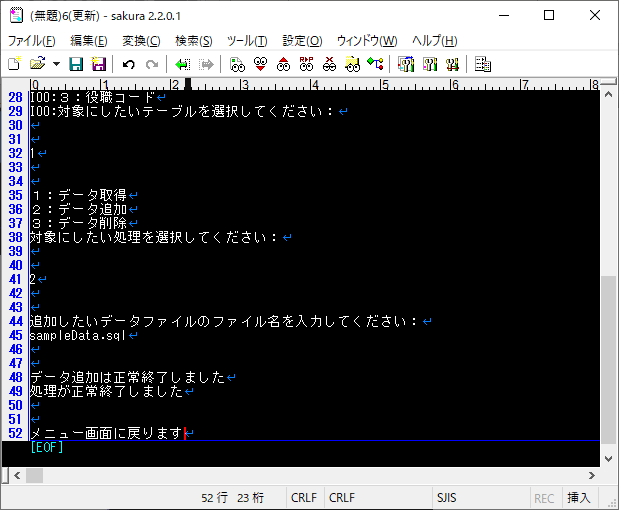 (無題)6(更新) - sakura 2.2.0.1
ファイル(F) 編集(E) 変換(C) 検索(S) ツール(T) 設定(O) ウィンドウ(W) ヘルプ(H)
0 1 2 3 4 5 6 7 8
28 I00:３：役職コード↵
29 I00:対象にしたいテーブルを選択してください：↵
30 ↵
31 ↵
32 1↵
33 ↵
34 ↵
35 １：データ取得↵
36 ２：データ追加↵
37 ３：データ削除↵
38 対象にしたい処理を選択してください：↵
39 ↵
40 ↵
41 2↵
42 ↵
43 ↵
44 追加したいデータファイルのファイル名を入力してください：↵
45 sampleData.sql↵
46 ↵
47 ↵
48 データ追加は正常終了しました↵
49 処理が正常終了しました↵
50 ↵
51 ↵
52 メニュー画面に戻ります↵
[EOF]
52 行 23 桁 CRLF CRLF SJIS REC 挿入